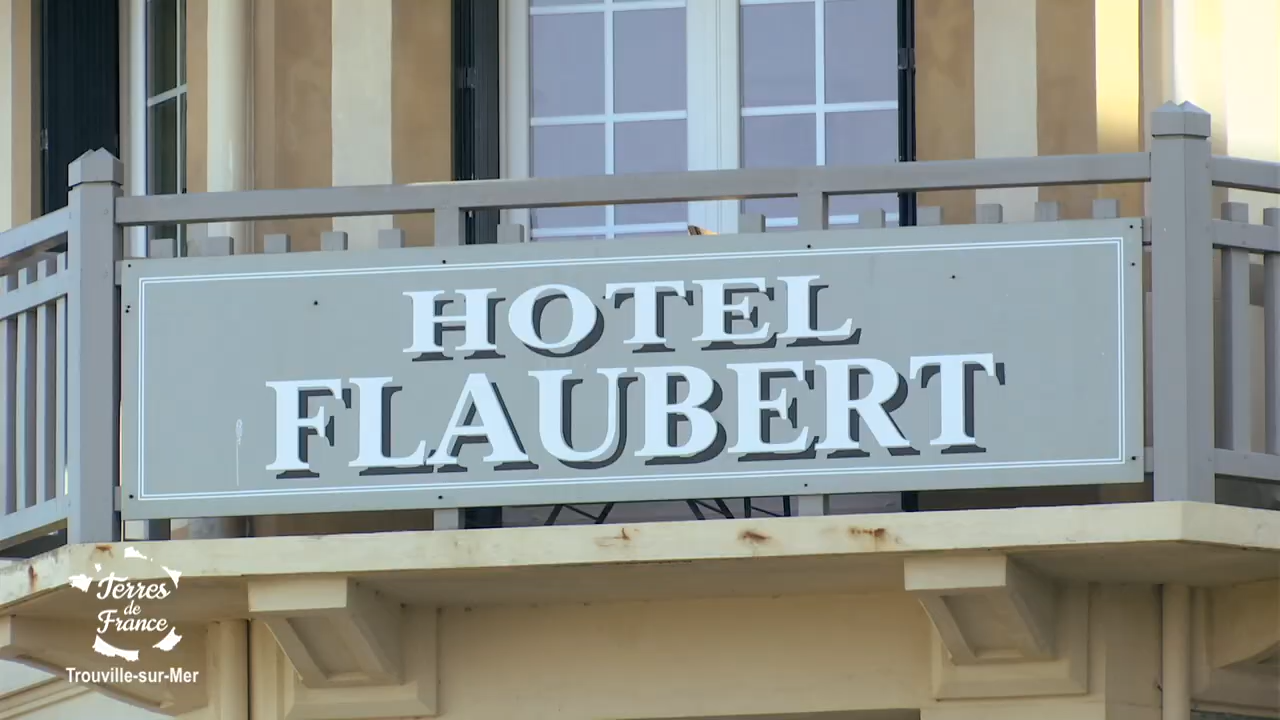 HOTEL
FLAUBERT
Terres
de
France
Trouville-sur-Mer